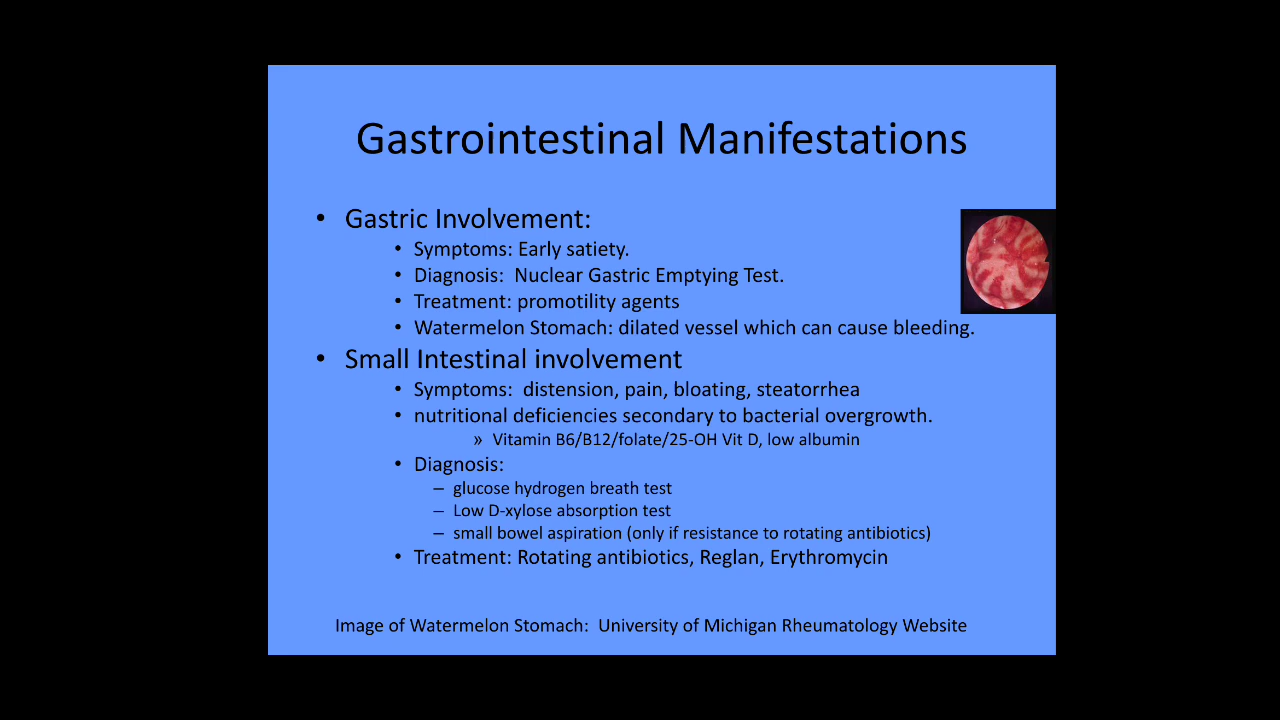 Gastrointestinal Manifestations
• Gastric Involvement:
• Symptoms: Early satiety.
• Diagnosis:  Nuclear Gastric Emptying Test.
• Treatment: promotility agents
• Watermelon Stomach: dilated vessel which can cause bleeding.
• Small Intestinal involvement
• Symptoms:  distension, pain, bloating, steatorrhea
• nutritional deficiencies secondary to bacterial overgrowth.
» Vitamin B6/B12/folate/25-OH Vit D, low albumin
• Diagnosis:
– glucose hydrogen breath test
– Low D-xylose absorption test
– small bowel aspiration (only if resistance to rotating antibiotics)
• Treatment: Rotating antibiotics, Reglan, Erythromycin
Image of Watermelon Stomach:  University of Michigan Rheumatology Website